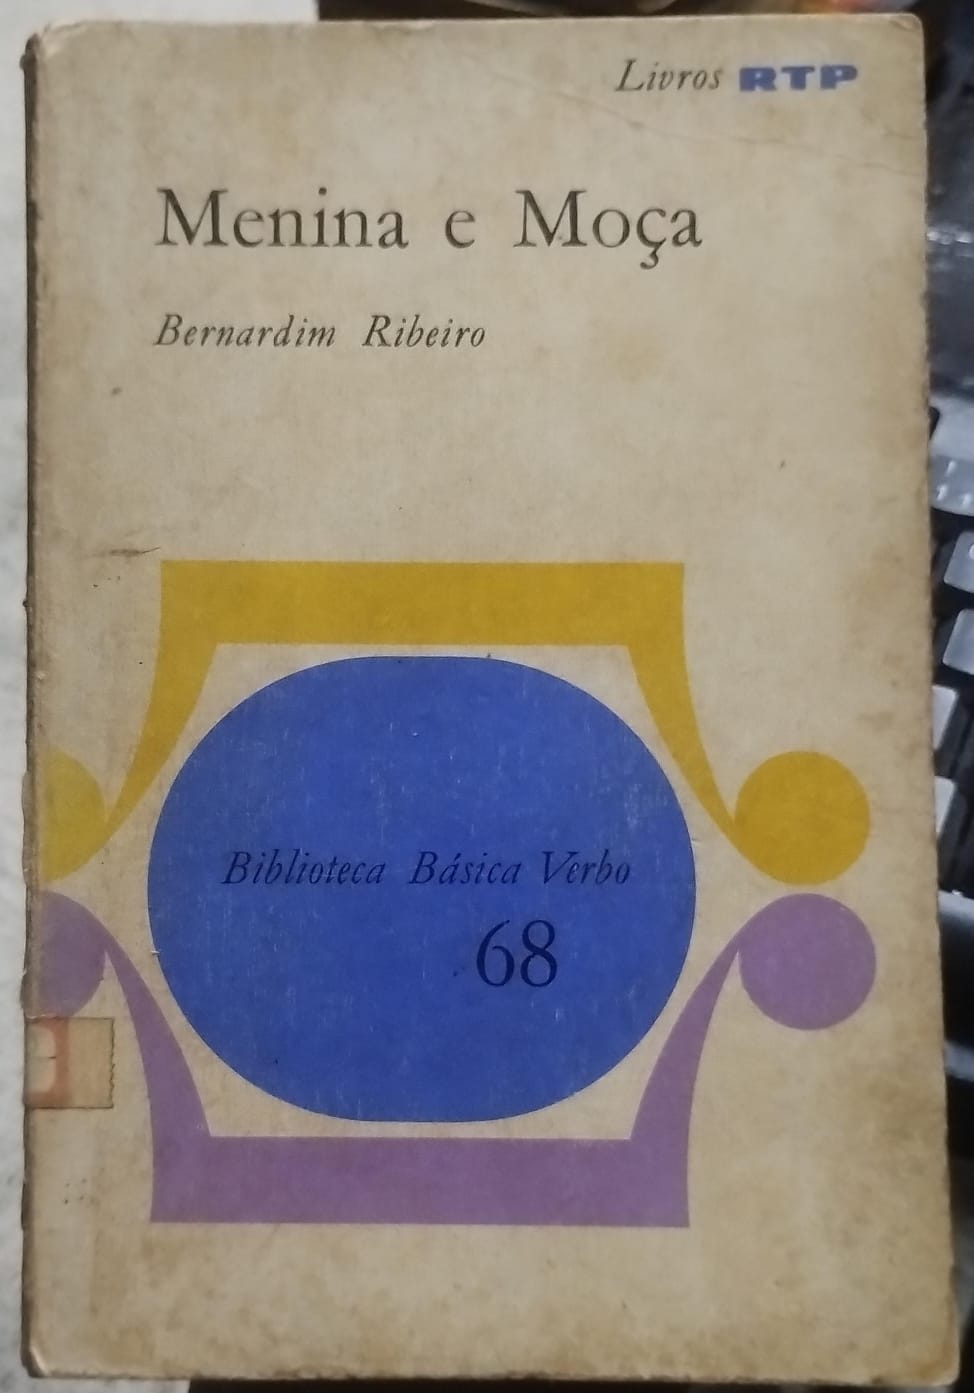 Livros RTP
Menina e Moça
Bernardim Ribeiro
Biblioteca Básica Verbo
68